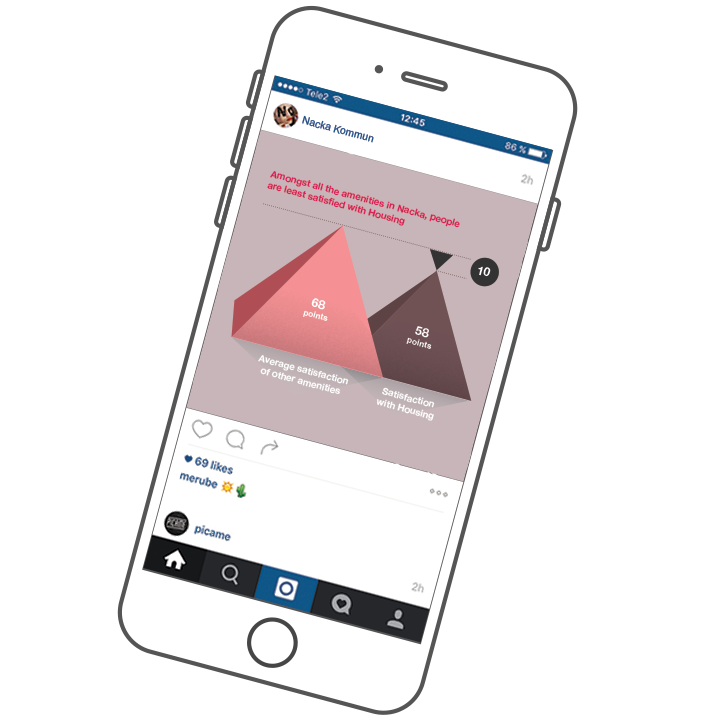 Tele2
12:45
86 %
Nacka Kommun
2h
Amongst all the amenities in Nacka, people
are least satisfied with Housing
10
68
points
58
points
Average satisfaction
of other amenities
Satisfaction
with Housing
69 likes
merube
picame
2h